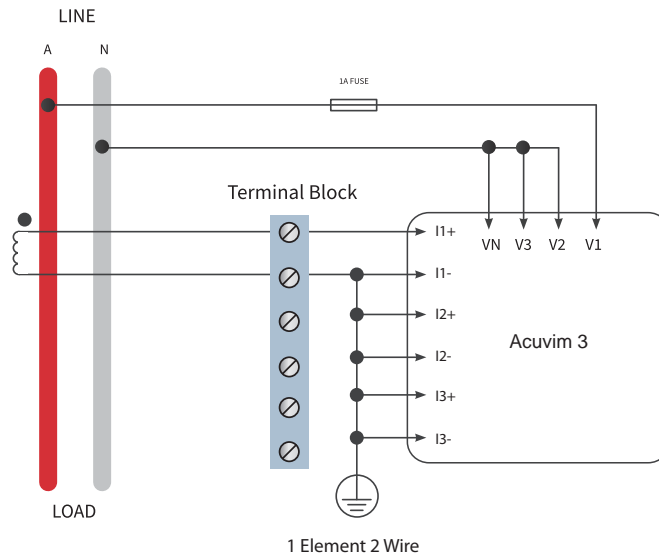 LINE
A
N
1A FUSE
Terminal Block
I1+
VN
V3
V2
V1
I1-
I2+
Acuvim 3
I2-
I3+
I3-
LOAD
1 Element 2 Wire